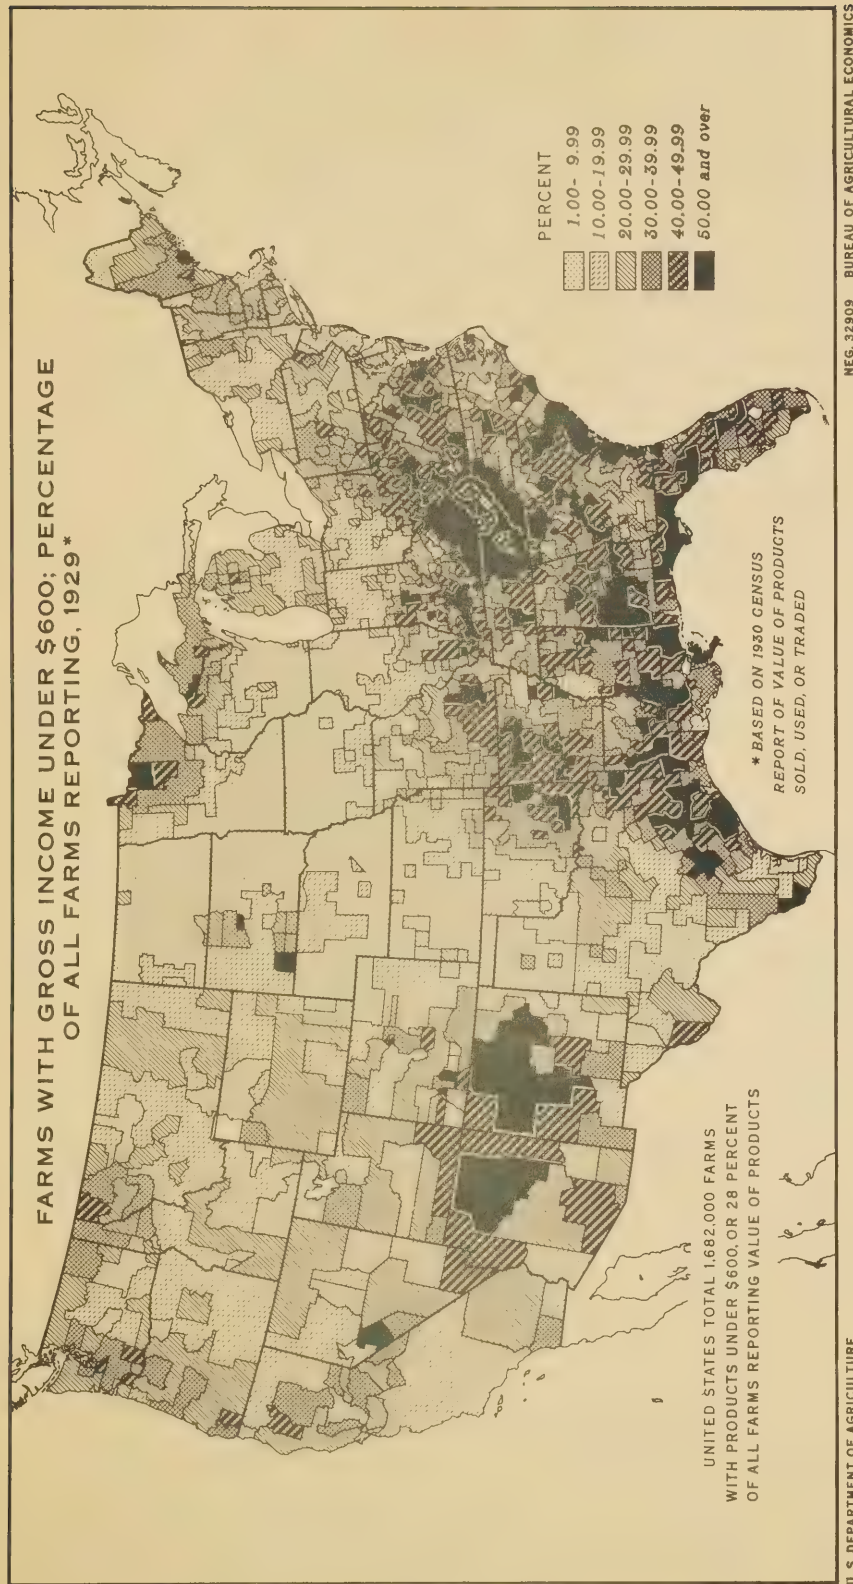 FARMS WITH GROSS INCOME UNDER $600; PERCENTAGE
OF ALL FARMS REPORTING, 1929*
PERCENT
1.00- 9.99
10.00-19.99
20.00-29.99
30.00-39.99
40.00-49.99
50.00 and over
* BASED ON 1930 CENSUS
REPORT OF VALUE OF PRODUCTS
SOLD, USED, OR TRADED
UNITED STATES TOTAL 1,682,000 FARMS
WITH PRODUCTS UNDER $600, OR 28 PERCENT
OF ALL FARMS REPORTING VALUE OF PRODUCTS
U.S. DEPARTMENT OF AGRICULTURE
NEG. 32909 BUREAU OF AGRICULTURAL ECONOMICS